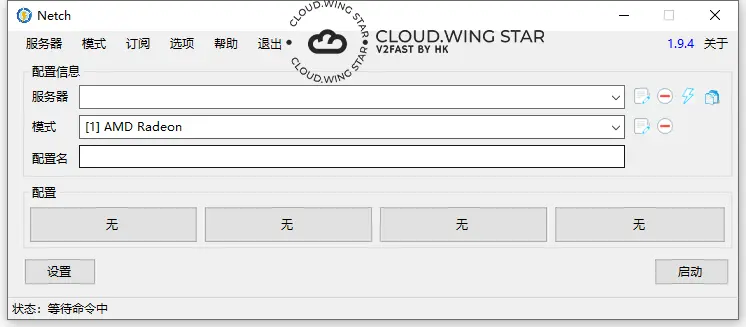 Netch
CLOUD.WING STAR
服务器 模式 订阅 选项 帮助 退出
CLOUD.WING STAR
V2FAST BY HK
1.9.4 关于
CLOUD.WING STAR
配置信息
服务器
模式 [1] AMD Radeon
配置名
配置
无 无 无 无
设置 启动
状态：等待命令中